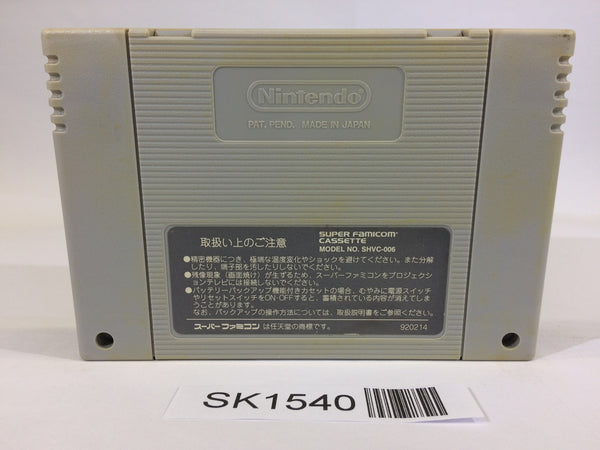 Nintendo
PAT. PEND. MADE IN JAPAN
取扱い上のご注意
SUPER FAMICOM
CASSETTE
MODEL NO. SHVC-006
●精密機器につき、極端な温度変化やショックを避けてください。また分解
したり、端子部を汚したりしないでください。
●残像現象(画面焼け)が生ずるため、スーパーファミコンをプロジェクシ
ョンテレビには接続しないでください。
●バッテリーバックアップ機能付きカセットの場合、むやみに電源スイッチ
やリセットスイッチをON·OFFすると、蓄積されている内容が消えてしま
うことがあります。
なお、バックアップの操作方法については、取扱説明書をご参照ください。
スーパーファミコン は任天堂の商標です。
920214
SK1540